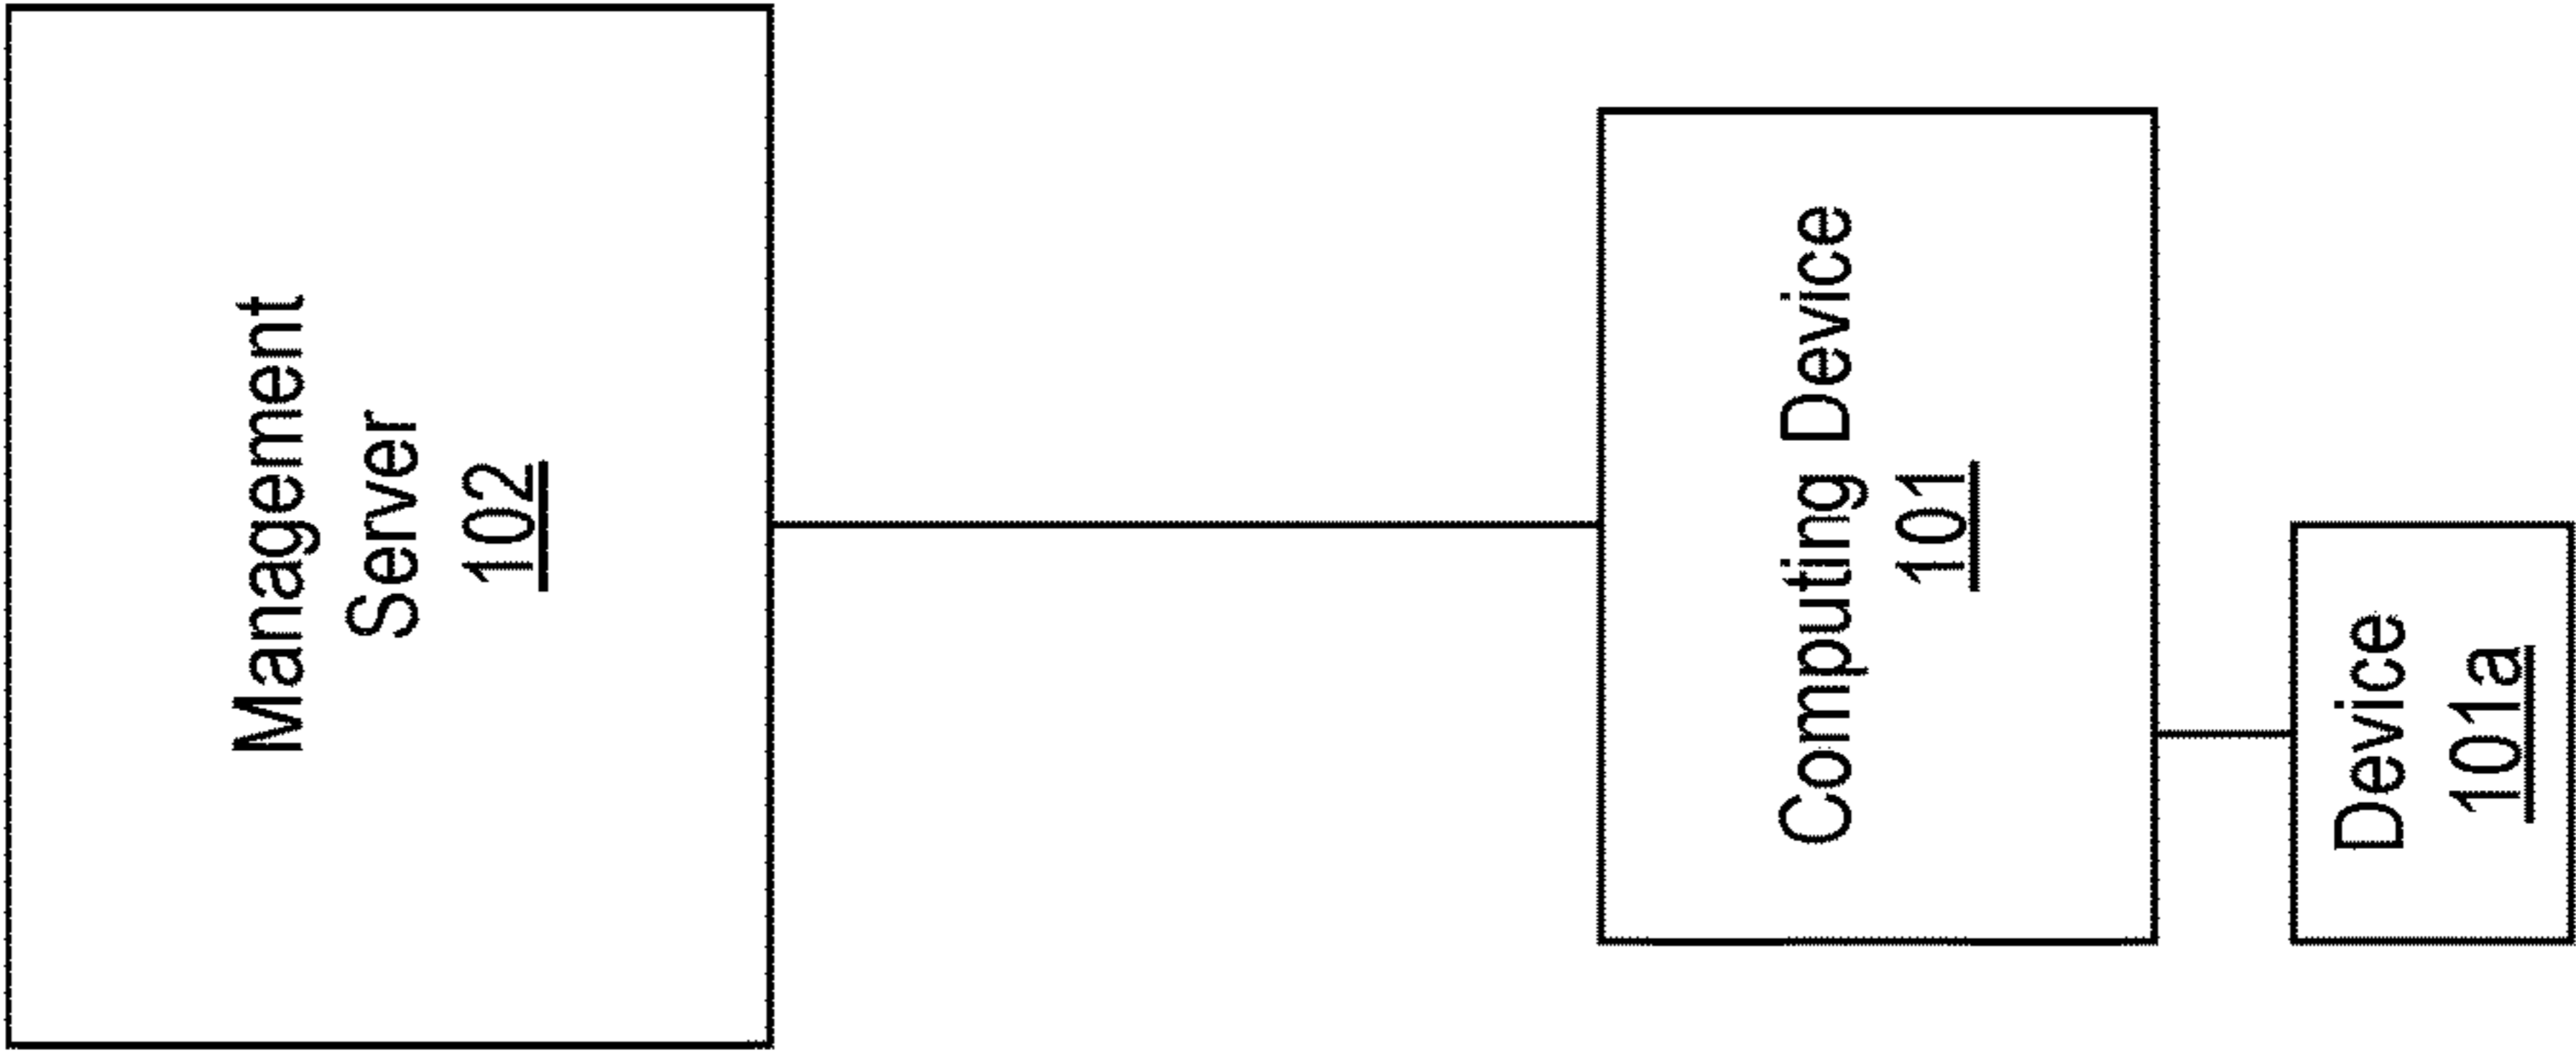 Management
Server
102
Computing Device
101
Device
101a